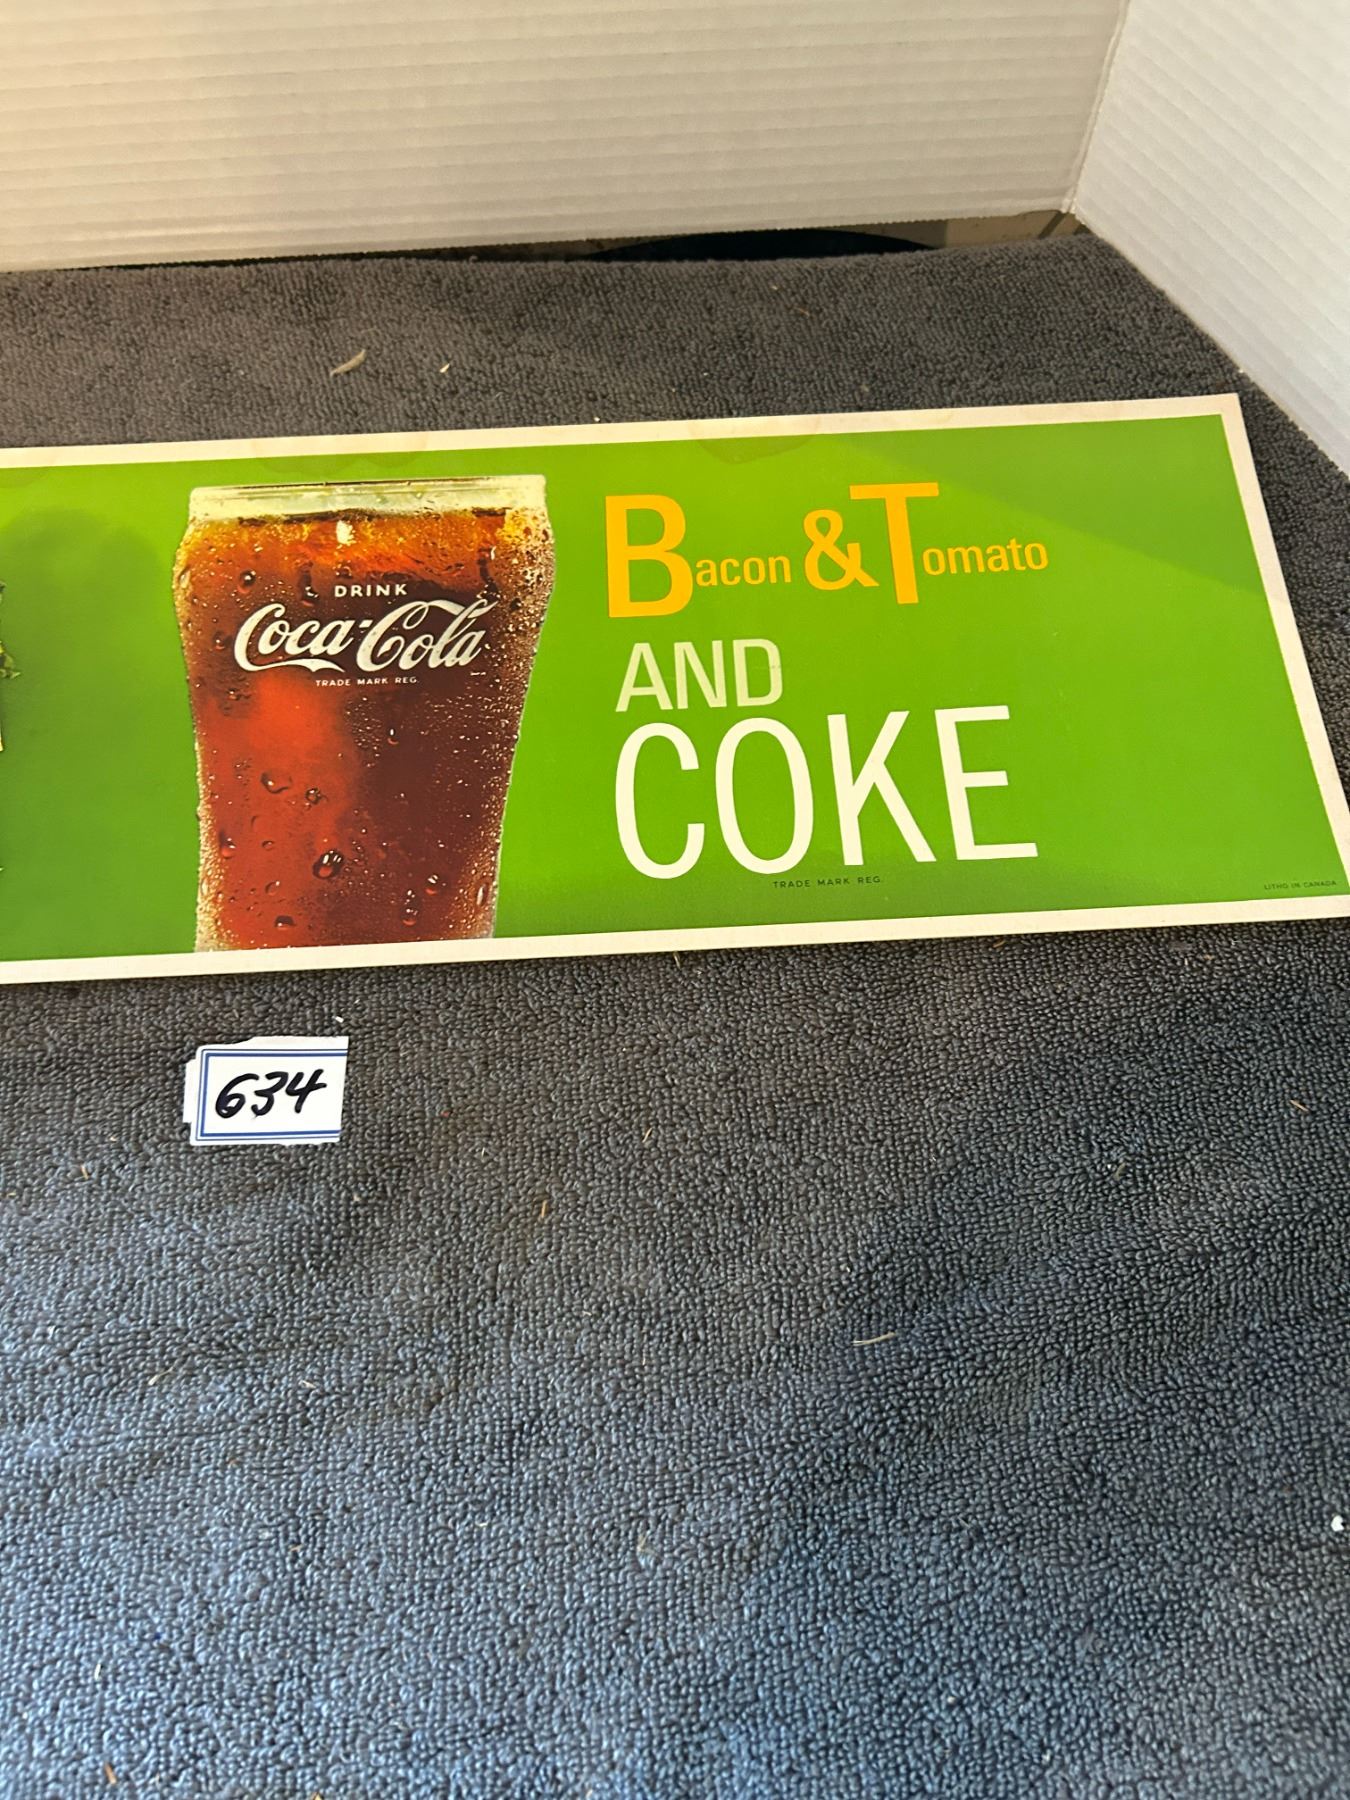 DRINK
Coca-Cola
TRADE MARK REG.
Bacon & Tomato
AND
COKE
TRADE MARK REG.
LITHO IN CANADA
634